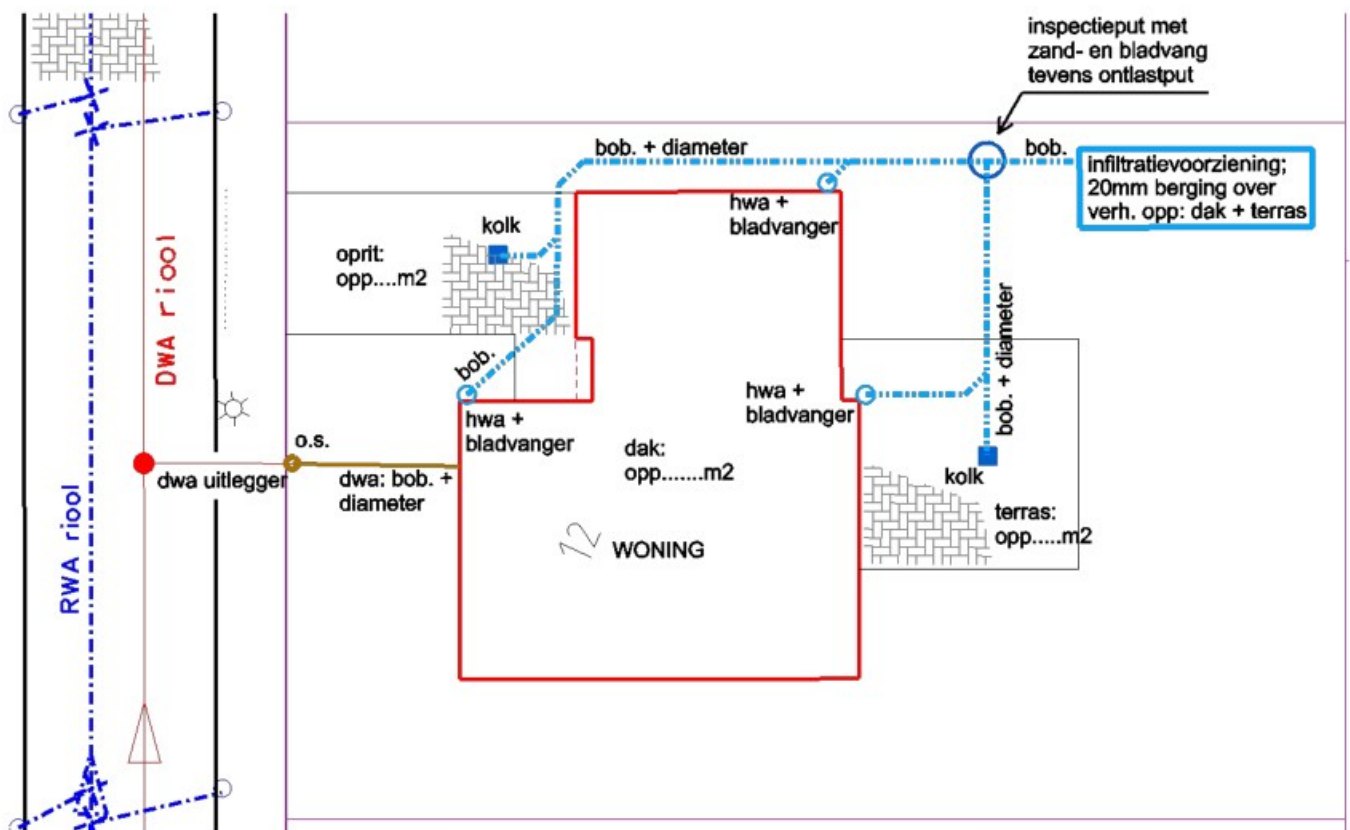 inspectieput met
zand- en bladvang
tevens ontlastput
bob. + diameter
bob.
infiltratievoorziening;
20mm berging over
verh. opp: dak + terras
hwa +
bladvanger
kolk
oprit:
opp....m2
DWA riool
bob.
bob. + diameter
hwa +
bladvanger
hwa +
bladvanger
o.s.
dak:
opp.......m2
dwa uitlegger
dwa: bob. +
diameter
kolk
terras:
opp.....m2
12
WONING
RWA riool